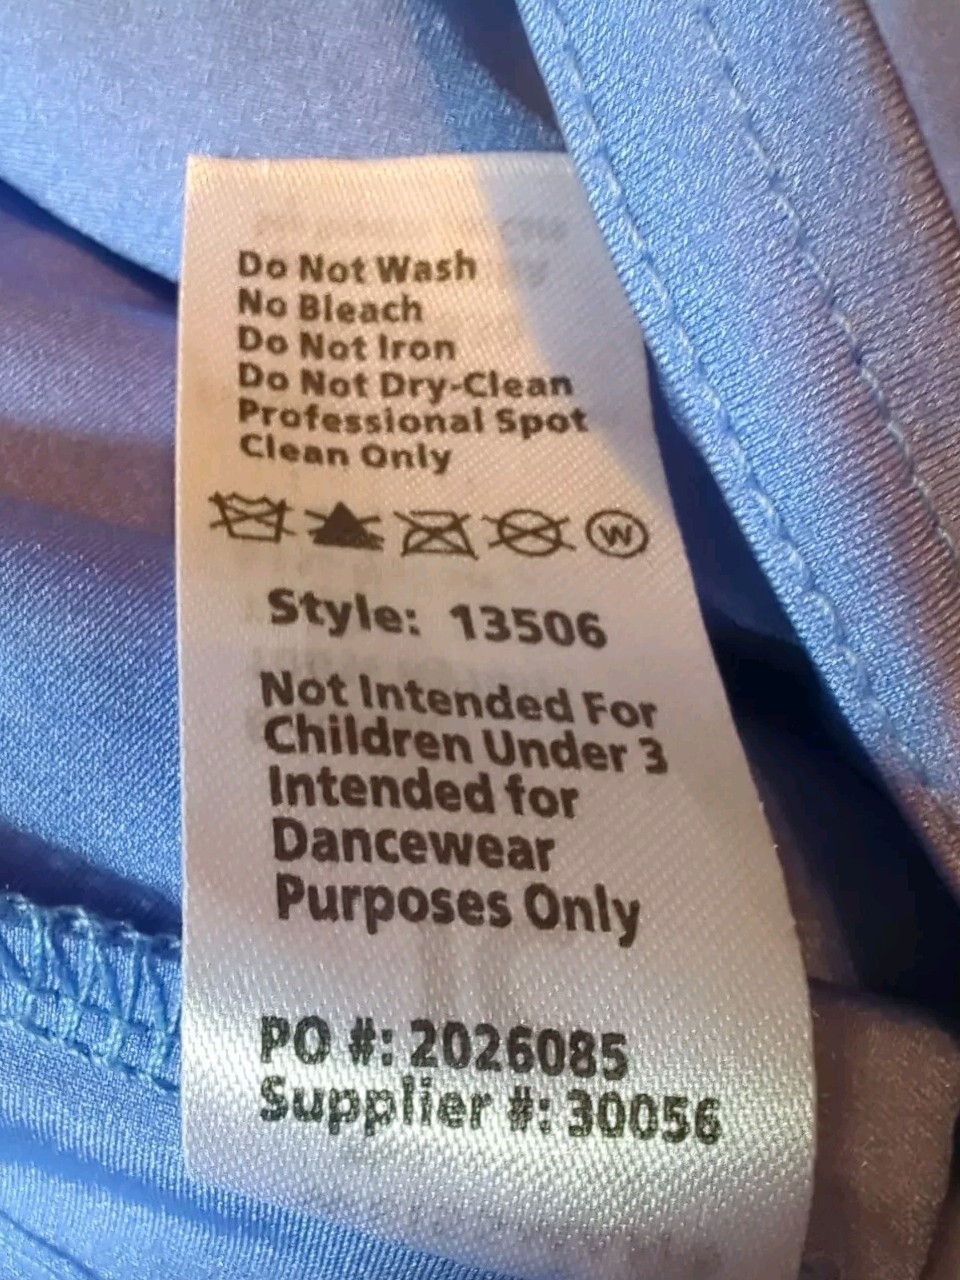 Do Not Wash
No Bleach
Do Not Iron
Do Not Dry-Clean
Professional Spot
Clean Only
W
Style: 13506
Not Intended For
Children Under 3
Intended for
Dancewear
Purposes Only
PO #: 2026085
Supplier #: 30056